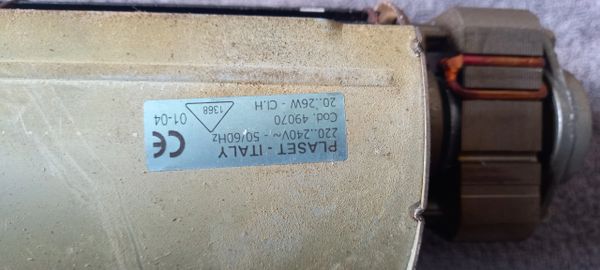 PLASET - ITALY
220..240V~ - 50/60Hz
Cod. 49070
20..26W - Cl.H
CE
1368
01-04